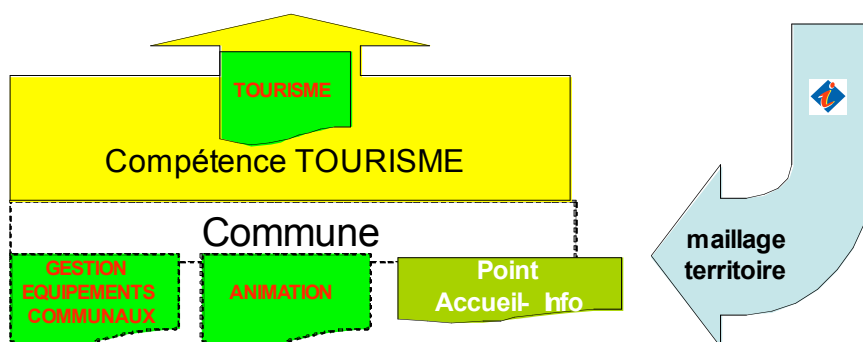 TOURISME
Compétence TOURISME
Commune
GESTION
EQUIPEMENTS
COMMUNAUX
ANIMATION
Point
Accueil- Info
i
maillage
territoire